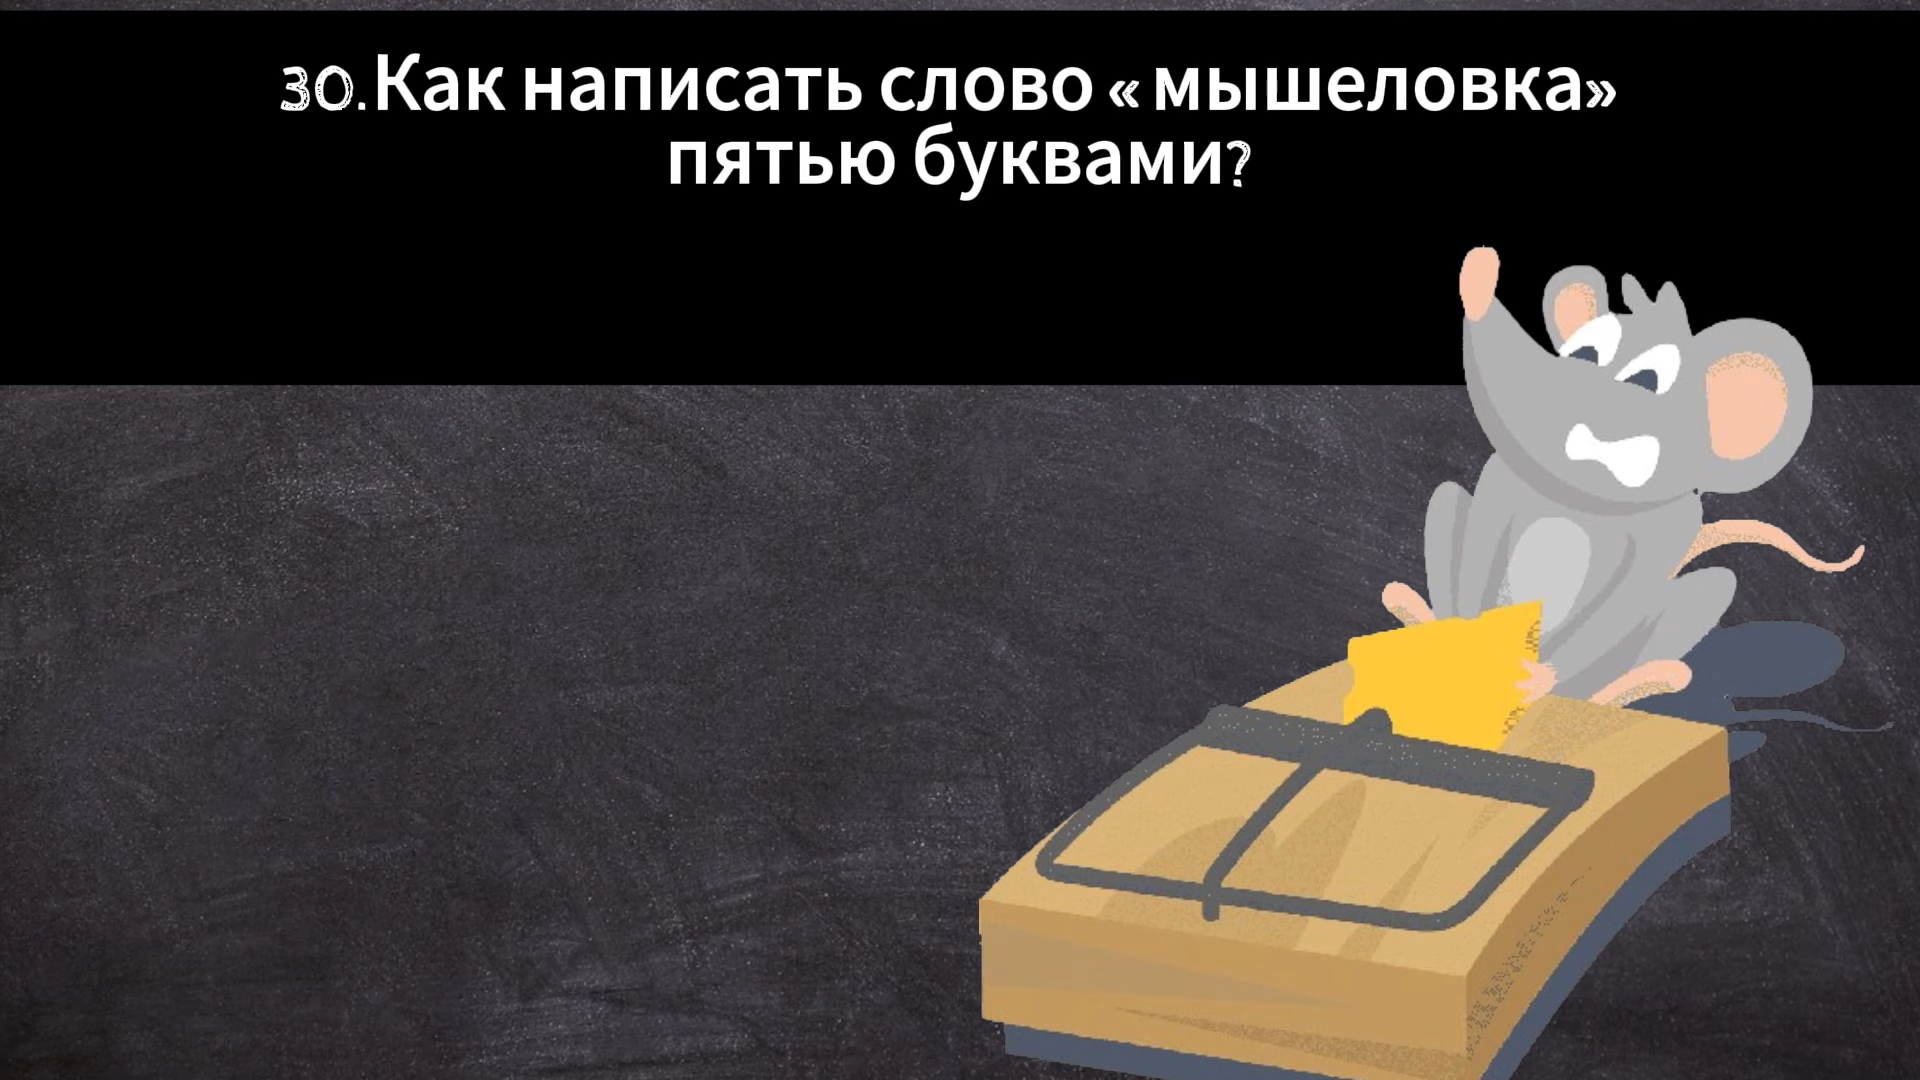 30.Как написать слово « мышеловка»
пятью буквами?